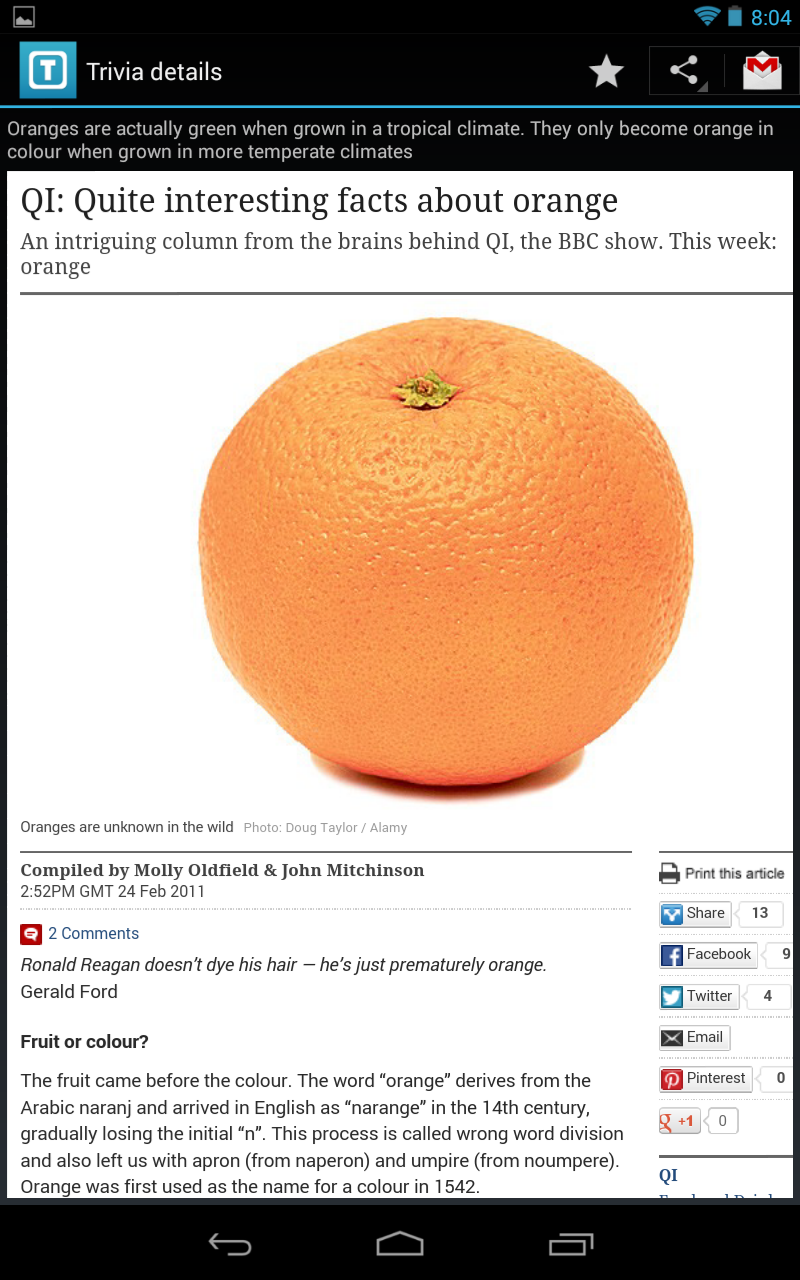 8:04
T Trivia details
Oranges are actually green when grown in a tropical climate. They only become orange in
colour when grown in more temperate climates
QI: Quite interesting facts about orange
An intriguing column from the brains behind QI, the BBC show. This week:
orange
Oranges are unknown in the wild Photo: Doug Taylor / Alamy
Compiled by Molly Oldfield & John Mitchinson
2:52PM GMT 24 Feb 2011
2 Comments
Ronald Reagan doesn't dye his hair — he's just prematurely orange.
Gerald Ford
Fruit or colour?
The fruit came before the colour. The word “orange” derives from the
Arabic naranj and arrived in English as “narange” in the 14th century,
gradually losing the initial “n”. This process is called wrong word division
and also left us with apron (from naperon) and umpire (from noumpere).
Orange was first used as the name for a colour in 1542.
Print this article
Share 13
Facebook 9
Twitter 4
Email
Pinterest 0
g +1 0
QI